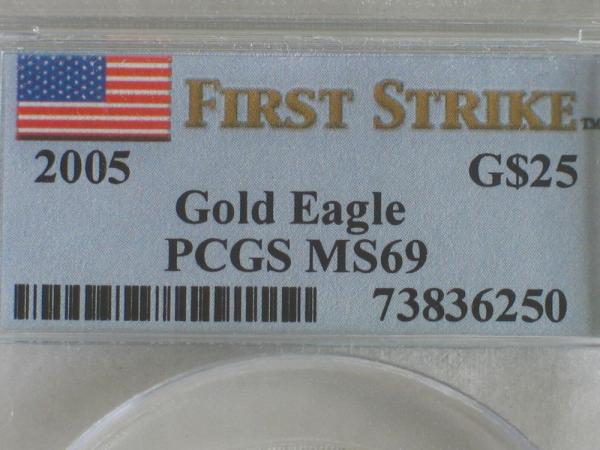 FIRST STRIKE™
2005 G$25
Gold Eagle
PCGS MS69
73836250